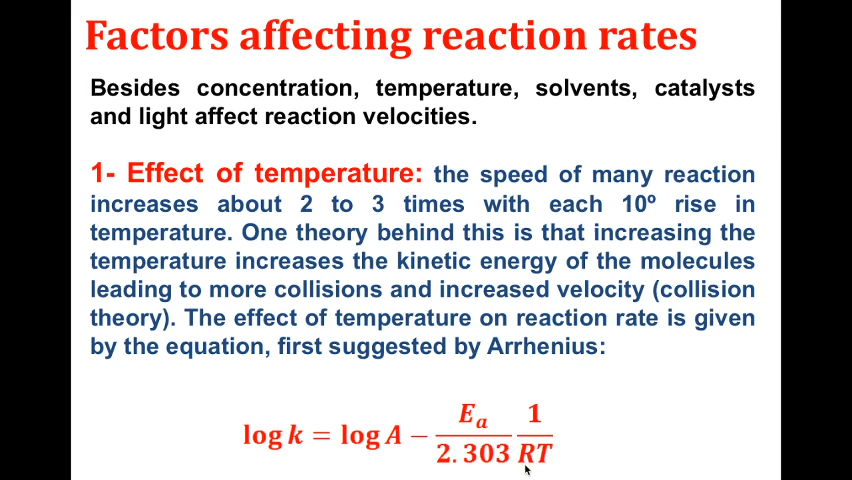 Factors affecting reaction rates
Besides concentration, temperature, solvents, catalysts
and light affect reaction velocities.
1- Effect of temperature: the speed of many reaction
increases about 2 to 3 times with each 10º rise in
temperature. One theory behind this is that increasing the
temperature increases the kinetic energy of the molecules
leading to more collisions and increased velocity (collision
theory). The effect of temperature on reaction rate is given
by the equation, first suggested by Arrhenius:
log k = log A − E_a/2.303 1/RT